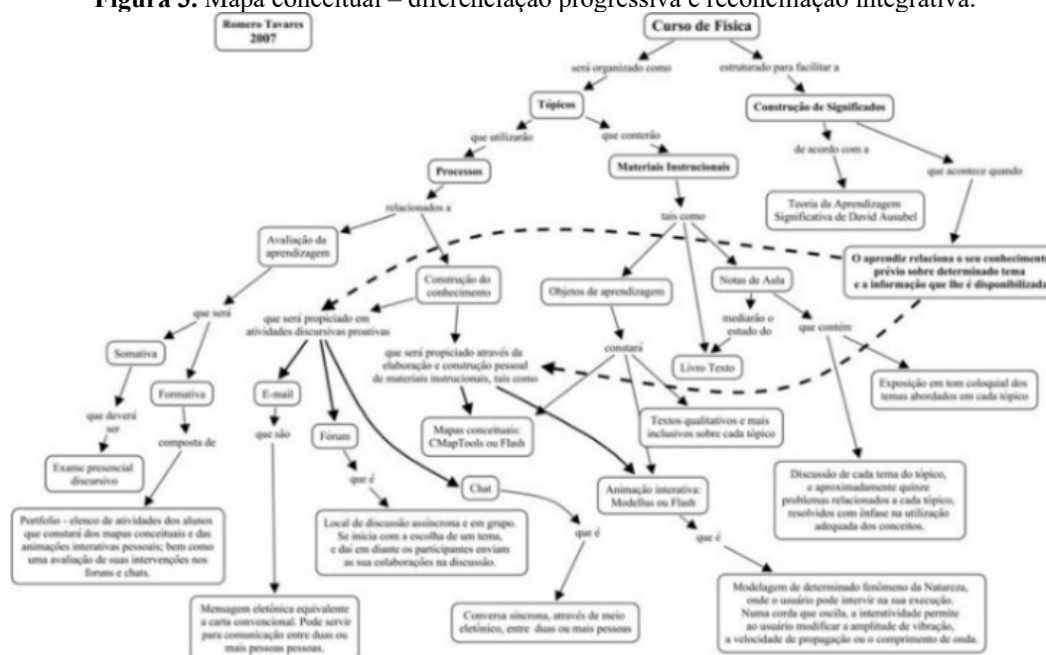 Figura 3. Mapa conceitual – diferenciação progressiva e reconciliação integrativa.
Romero Tavares
2007
Curso de Física
será organizado como
estruturado para facilitar a
Tópicos
Construção de Significados
que utilizarão
que conterão
de acordo com a
que acontece quando
Processos
Materiais Instrucionais
relacionados a
tais como
Teoria da Aprendizagem
Significativa de David Ausubel
Avaliação da
aprendizagem
Construção do
conhecimento
Objetos de aprendizagem
Notas de Aula
O aprendiz relaciona o seu conhecimento
prévio sobre determinado tema
e a informação que lhe é disponibilizada
que será
que será propiciado em
atividades discursivas proativas
mediarão o
estudo do
que contém
Somativa
que será propiciado através da
elaboração e construção pessoal
de materiais instrucionais, tais como
constará
Livro Texto
Formativa
E-mail
Exposição em tom coloquial dos
temas abordados em cada tópico
que deverá
ser
composta de
que são
Fórum
Mapas conceituais:
CMapTools ou Flash
Textos qualitativos e mais
inclusivos sobre cada tópico
Exame presencial
discursivo
que é
Chat
Animação interativa:
Modellus ou Flash
Discussão de cada tema do tópico,
e aproximadamente quinze
problemas relacionados a cada tópico,
resolvidos com ênfase na utilização
adequada dos conceitos.
Portfolio - elenco de atividades dos alunos
que constará dos mapas conceituais e das
animações interativas pessoais; bem como
uma avaliação de suas intervenções nos
foruns e chats.
Local de discussão assíncrona e em grupo.
Se inicia com a escolha de um tema,
e daí em diante os participantes enviam
as sua colaborações na discussão.
que é
que é
Mensagem eletônica equivalente
a carta convencional. Pode servir
para comunicação entre duas ou
mais pessoas pessoas.
Conversa síncrona, através de meio
eletônico, entre duas ou mais pessoas
Modelagem de determinado fenômeno da Natureza,
onde o usuário pode intervir na sua execução.
Numa corda que oscila, a interatividade permite
ao usuário modificar a amplitude de vibração,
a velocidade de propagação ou o comprimento de onda.